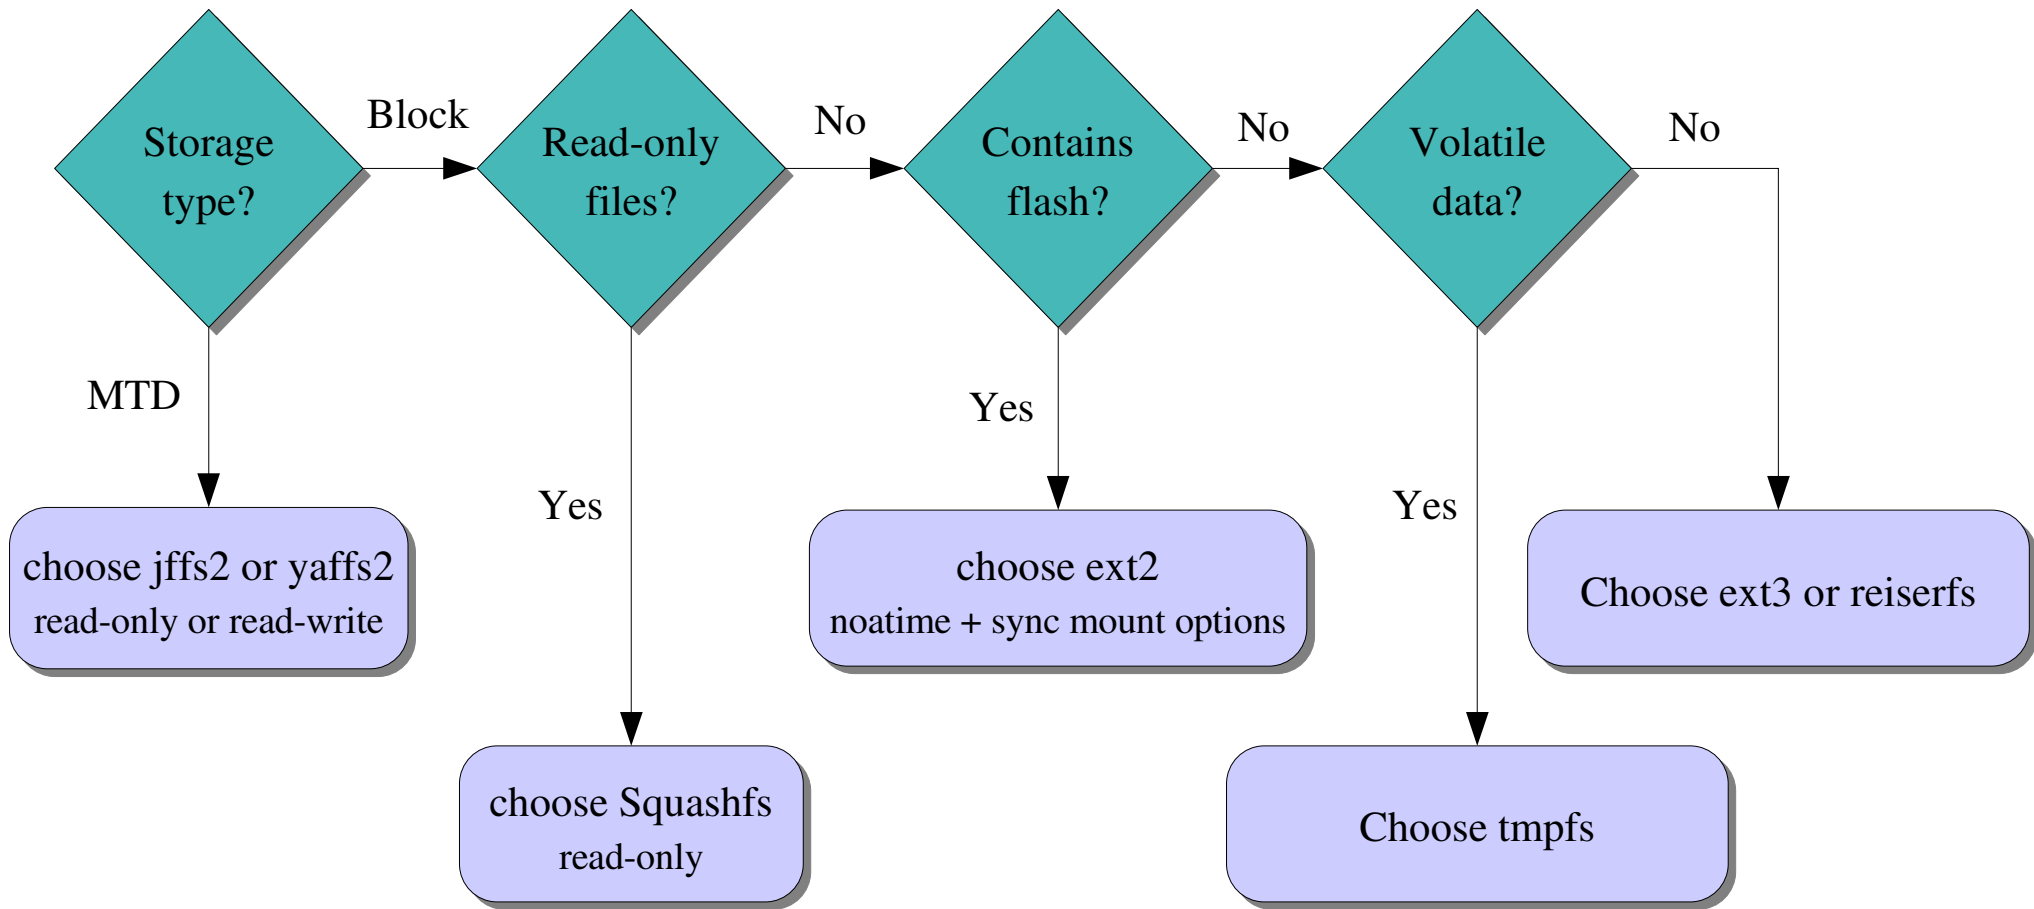 Storage
type?
Block
Read-only
files?
No
Contains
flash?
No
Volatile
data?
No
MTD
Yes
Yes
Yes
choose jffs2 or yaffs2
read-only or read-write
choose ext2
noatime + sync mount options
Choose ext3 or reiserfs
choose Squashfs
read-only
Choose tmpfs